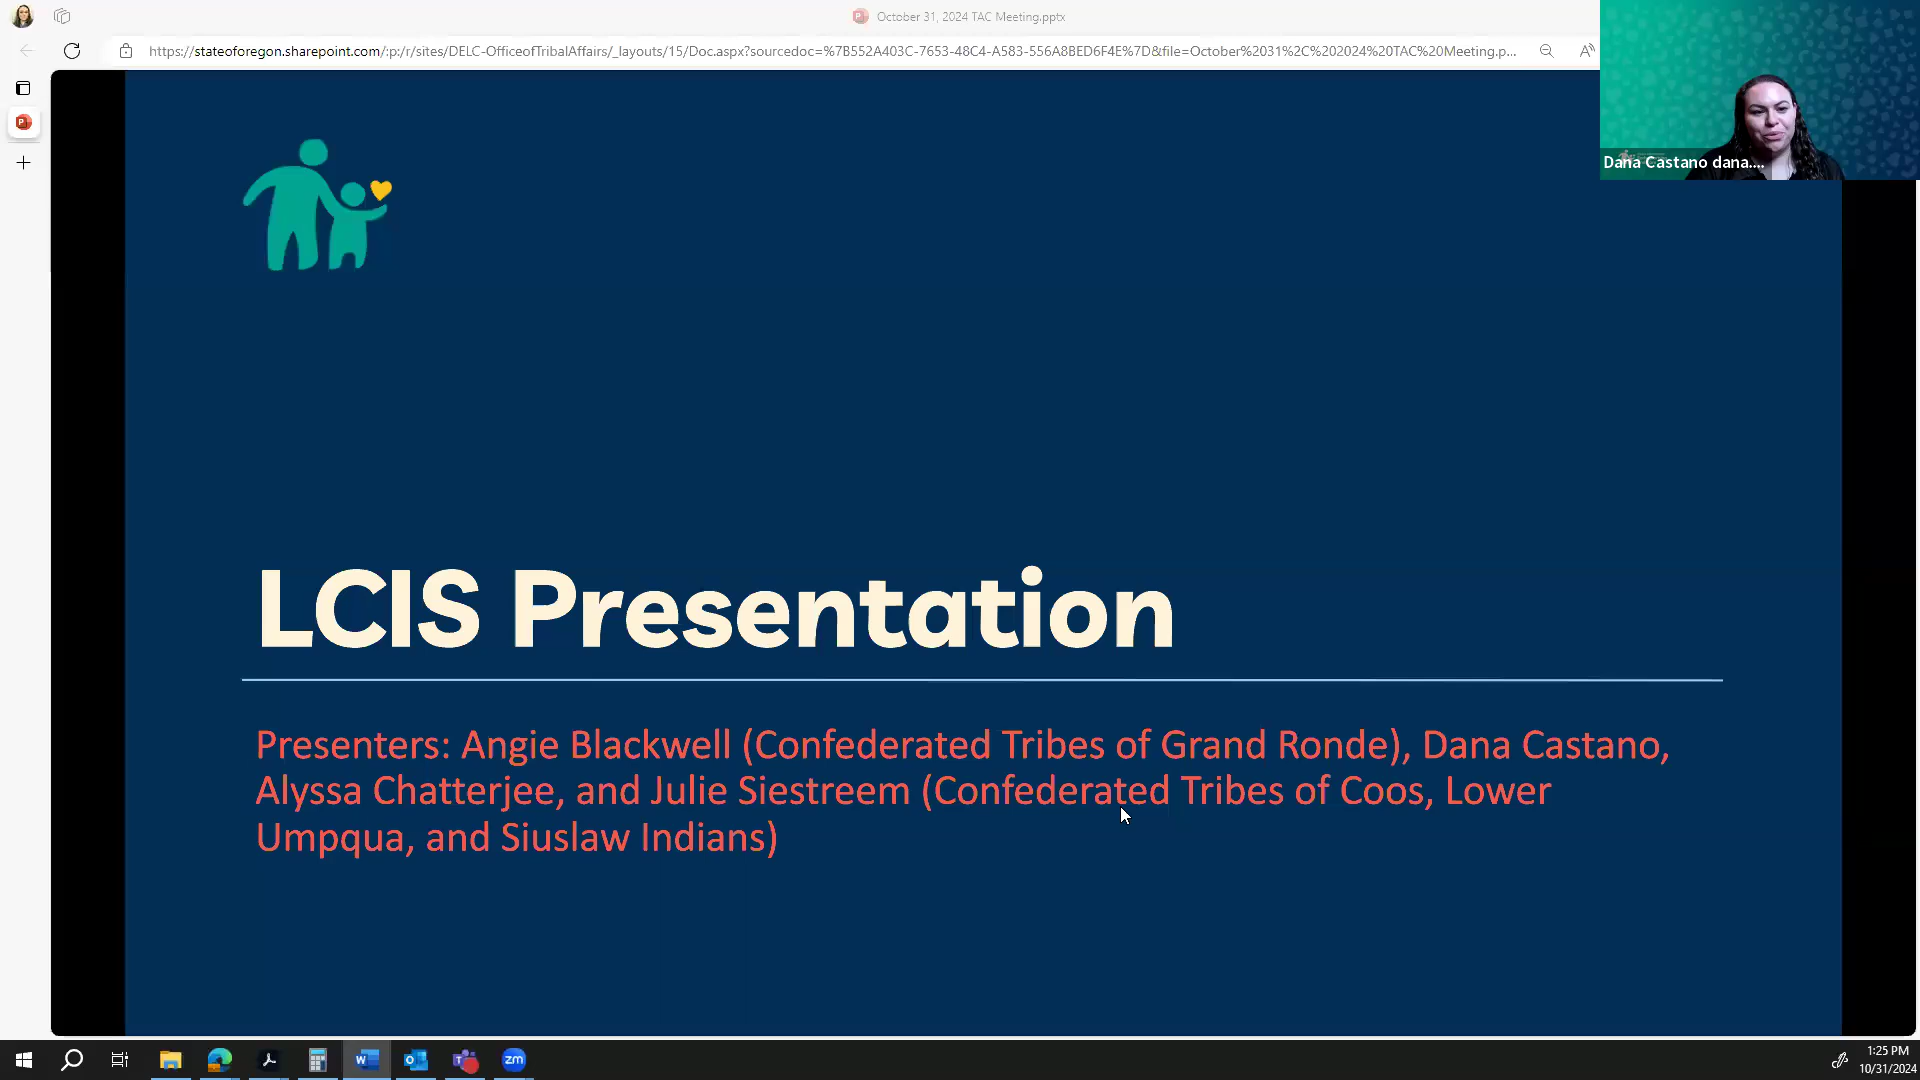 October 31, 2024 TAC Meeting.pptx
https://stateoforegon.sharepoint.com/:p:/r/sites/DELC-OfficeofTribalAffairs/_layouts/15/Doc.aspx?sourcedoc=%7B552A403C-7653-48C4-A583-556A8BED6F4E%7D&file=October%2031%2C%202024%20TAC%20Meeting.p...
Dana Castano dana....
LCIS Presentation
Presenters: Angie Blackwell (Confederated Tribes of Grand Ronde), Dana Castano,
Alyssa Chatterjee, and Julie Siestreem (Confederated Tribes of Coos, Lower
Umpqua, and Siuslaw Indians)
1:25 PM
10/31/2024